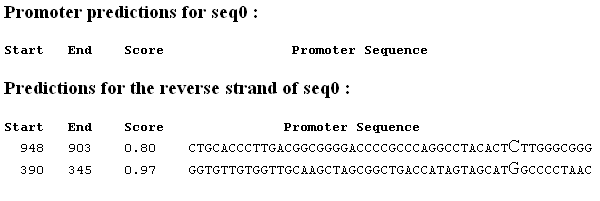 Promoter predictions for seq0 :
Start End Score Promoter Sequence
Predictions for the reverse strand of seq0 :
Start End Score Promoter Sequence
948 903 0.80 CTGCACCCTTGACGGCGGGGACCCCGCCCAGGCCTACACTCTTGGGCGGG
390 345 0.97 GGTGTTGTGGTTGCAAGCTAGCGGCTGACCATAGTAGCATGGCCCCTAAC